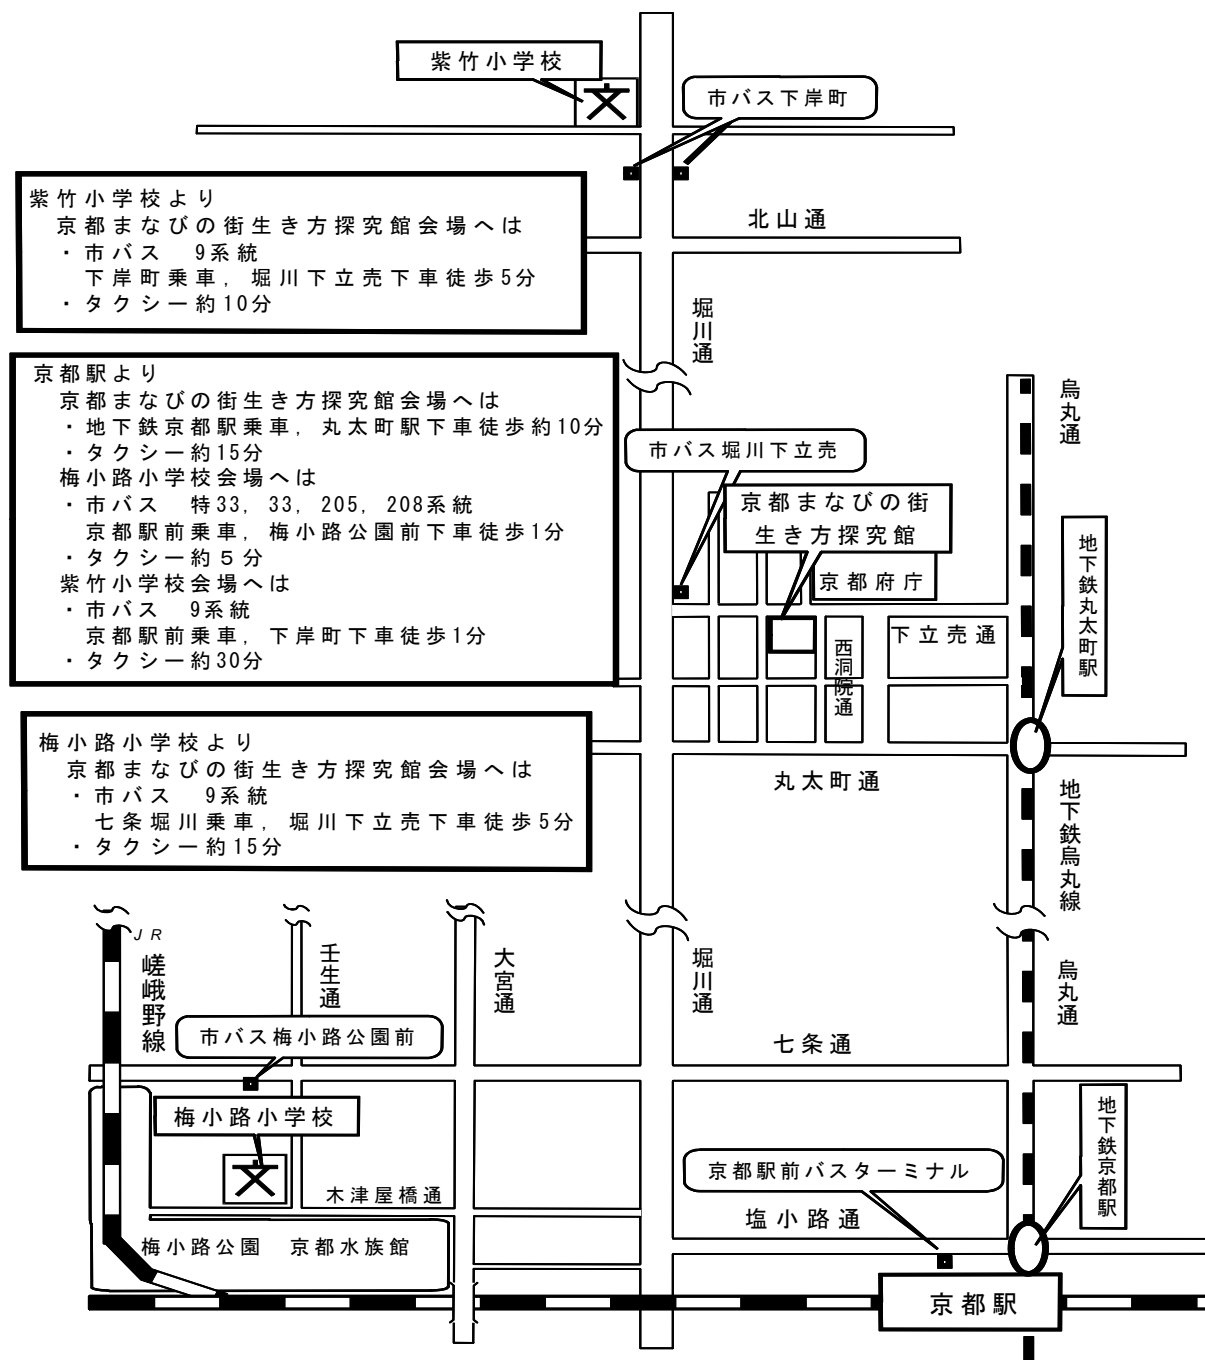 紫竹小学校
市バス下岸町
紫竹小学校より
京都まなびの街生き方探究館会場へは
・市バス　9系統
下岸町乗車，堀川下立売下車徒歩5分
・タクシー約10分
北山通
堀川通
京都駅より
京都まなびの街生き方探究館会場へは
・地下鉄京都駅乗車，丸太町駅下車徒歩約10分
・タクシー約15分
梅小路小学校会場へは
・市バス　特33，33，205，208系統
京都駅前乗車，梅小路公園前下車徒歩1分
・タクシー約５分
紫竹小学校会場へは
・市バス　9系統
京都駅前乗車，下岸町下車徒歩1分
・タクシー約30分
烏丸通
市バス堀川下立売
京都まなびの街
生き方探究館
京都府庁
地下鉄丸太町駅
下立売通
西洞院通
梅小路小学校より
京都まなびの街生き方探究館会場へは
・市バス　9系統
七条堀川乗車，堀川下立売下車徒歩5分
・タクシー約15分
丸太町通
地下鉄烏丸線
JR
嵯峨野線
壬生通
大宮通
堀川通
烏丸通
市バス梅小路公園前
七条通
梅小路小学校
地下鉄京都駅
京都駅前バスターミナル
木津屋橋通
塩小路通
梅小路公園　京都水族館
京都駅